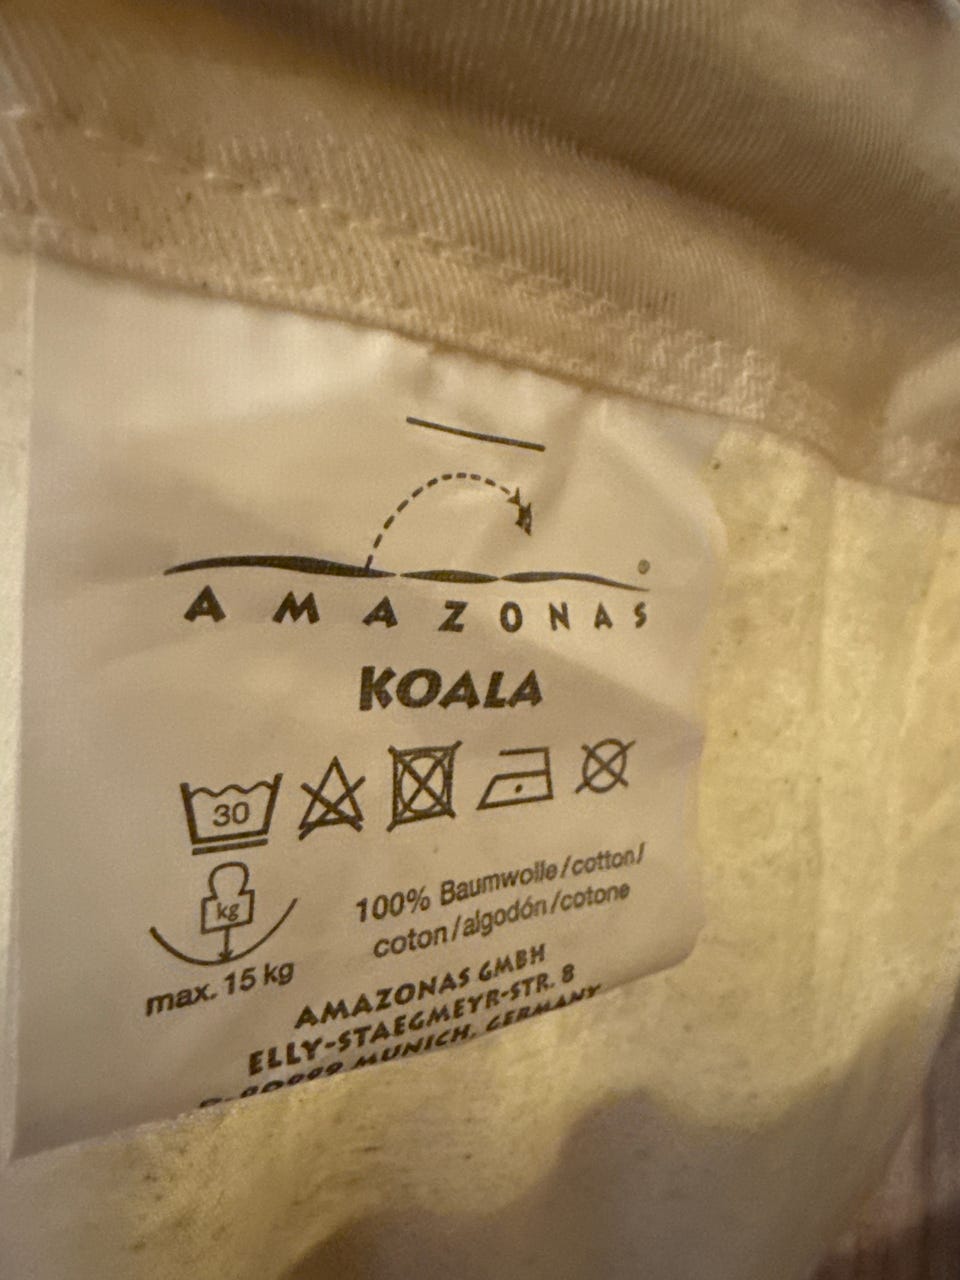 AMAZONAS®
KOALA
30
kg
max. 15 kg
100% Baumwolle/cotton/
coton/algodón/cotone
AMAZONAS GMBH
ELLY-STAEGMEYR-STR. 8
MUNICH, GERMANY